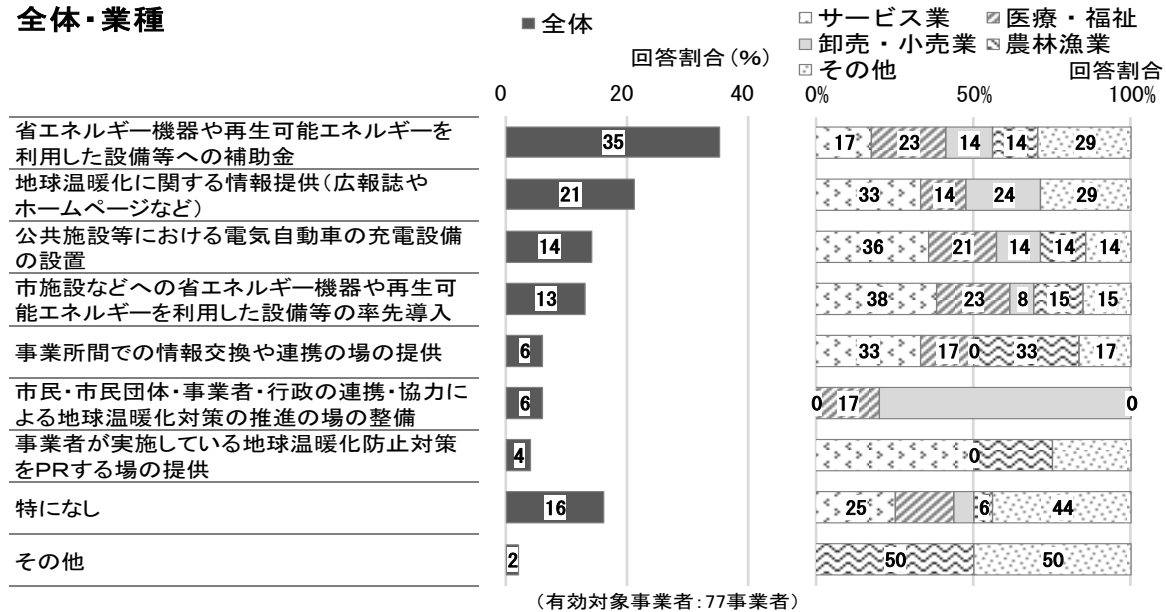 全体・業種
全体
回答割合(%)
0 20 40
サービス業 医療・福祉
卸売・小売業 農林漁業
その他 回答割合
0% 50% 100%
省エネルギー機器や再生可能エネルギーを
利用した設備等への補助金
35
17 23 14 14 29
地球温暖化に関する情報提供(広報誌や
ホームページなど)
21
33 14 24 29
公共施設等における電気自動車の充電設備
の設置
14
36 21 14 14 14
市施設などへの省エネルギー機器や再生可
能エネルギーを利用した設備等の率先導入
13
38 23 8 15 15
事業所間での情報交換や連携の場の提供
6
33 17 0 33 17
市民・市民団体・事業者・行政の連携・協力に
よる地球温暖化対策の推進の場の整備
6
0 17 0
事業者が実施している地球温暖化防止対策
をPRする場の提供
4
0
特になし
16
25 6 44
その他
2
50 50
(有効対象事業者:77事業者)